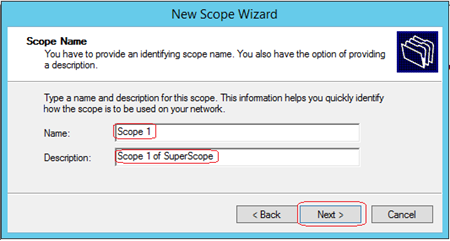 New Scope Wizard
Scope Name
You have to provide an identifying scope name. You also have the option of providing
a description.
Type a name and description for this scope. This information helps you quickly identify
how the scope is to be used on your network.
Name:
Scope 1
Description:
Scope 1 of SuperScope
< Back
Next >
Cancel